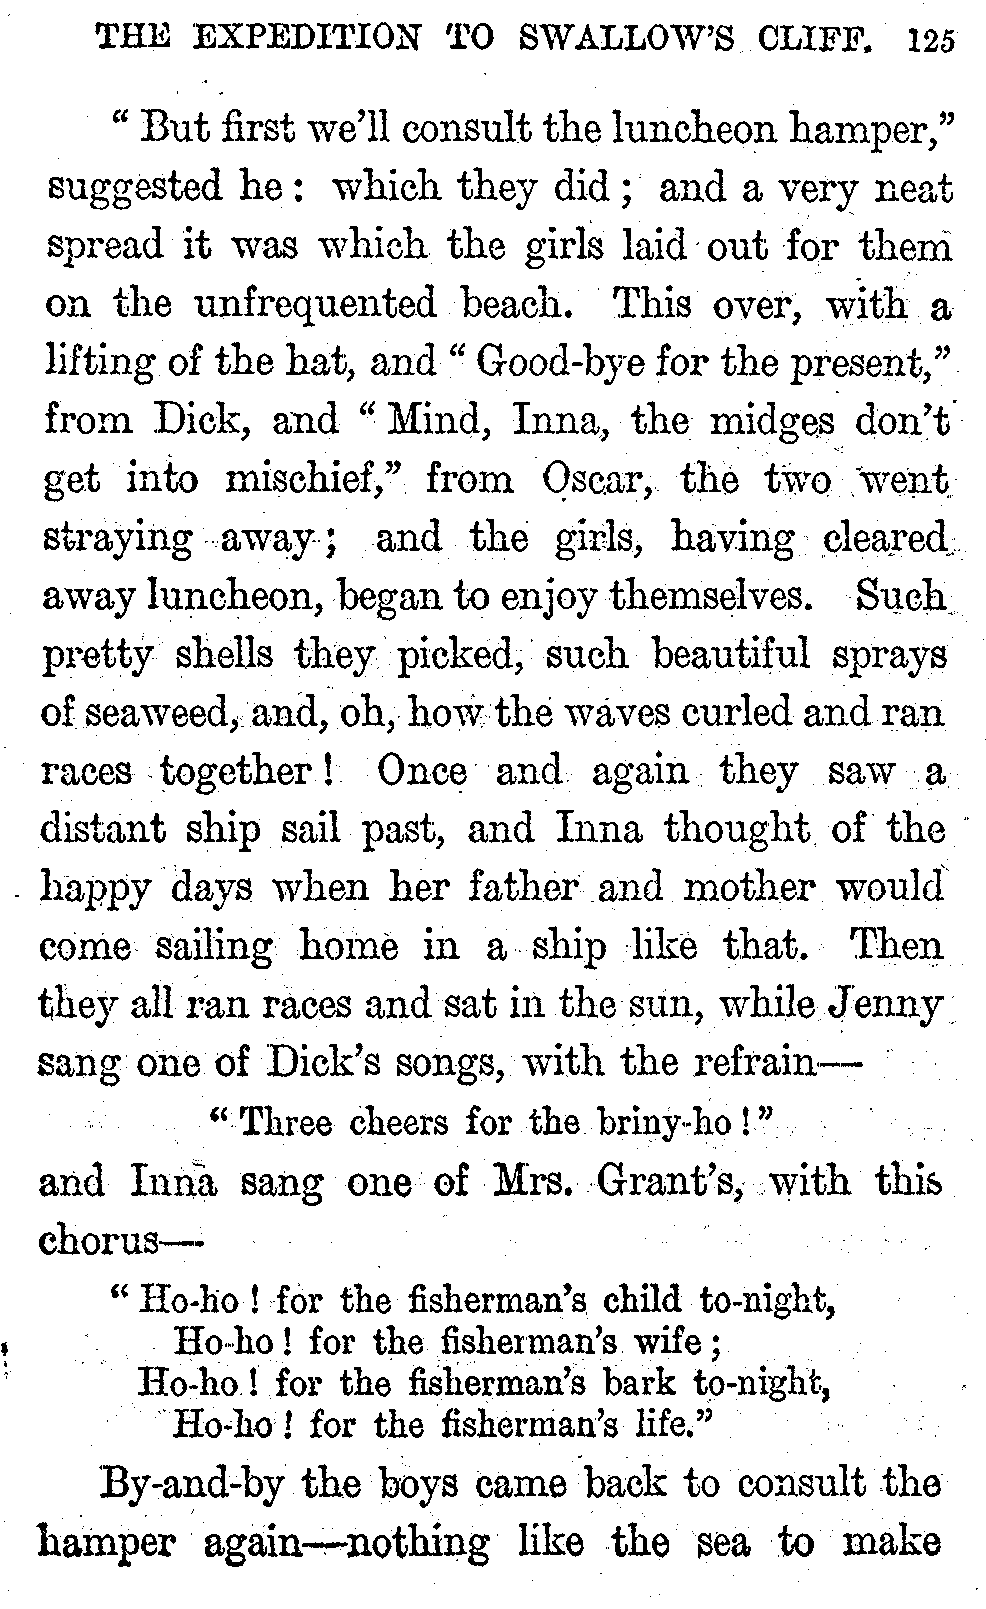 THE EXPEDITION TO SWALLOW'S CLIFF. 125
“ But first we'll consult the luncheon hamper,”
suggested he : which they did ; and a very neat
spread it was which the girls laid out for them
on the unfrequented beach. This over, with a
lifting of the hat, and “ Good-bye for the present,”
from Dick, and “ Mind, Inna, the midges don't
get into mischief,” from Oscar, the two went
straying away ; and the girls, having cleared
away luncheon, began to enjoy themselves. Such
pretty shells they picked, such beautiful sprays
of seaweed, and, oh, how the waves curled and ran
races together ! Once and again they saw a
distant ship sail past, and Inna thought of the
happy days when her father and mother would
come sailing home in a ship like that. Then
they all ran races and sat in the sun, while Jenny
sang one of Dick's songs, with the refrain—
“ Three cheers for the briny-ho ! ”
and Inna sang one of Mrs. Grant's, with this
chorus—
“ Ho-ho ! for the fisherman's child to-night,
Ho-ho ! for the fisherman's wife ;
Ho-ho ! for the fisherman's bark to-night,
Ho-ho ! for the fisherman's life.”
By-and-by the boys came back to consult the
hamper again—nothing like the sea to make